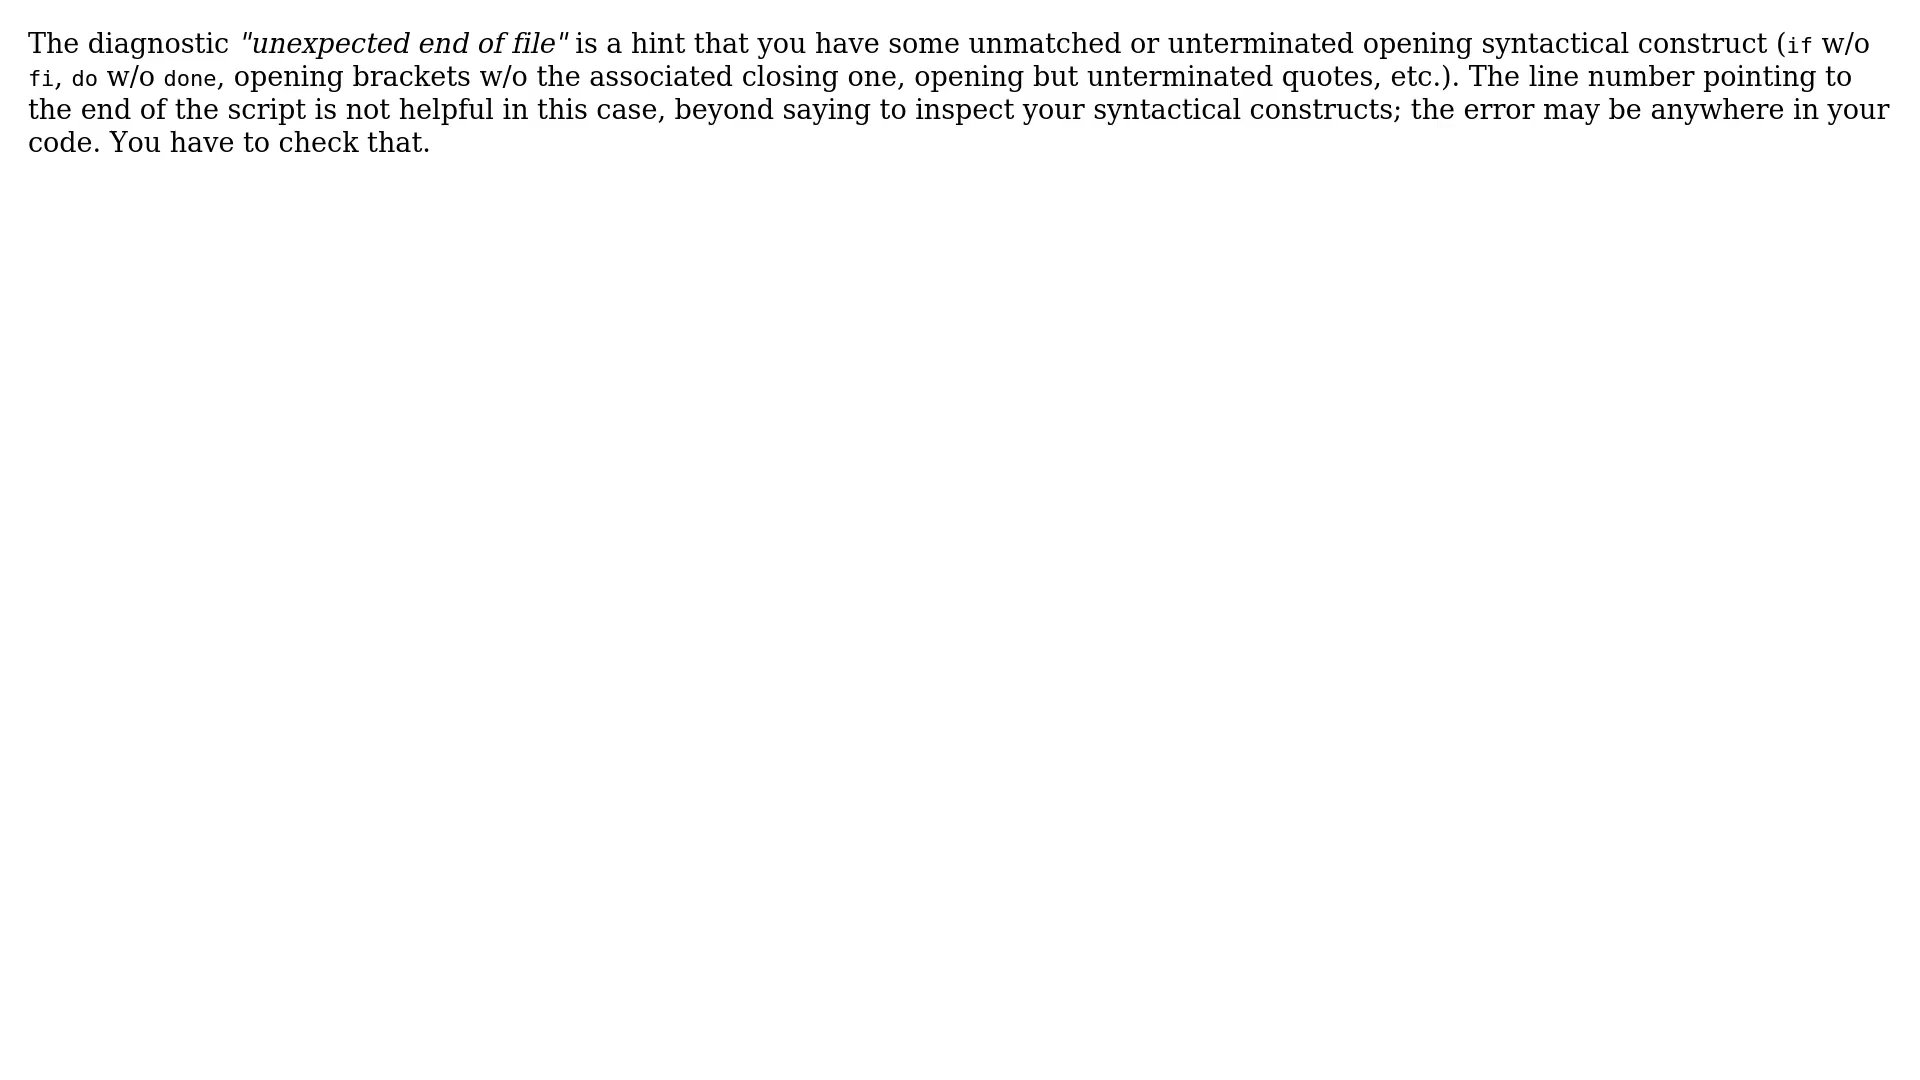 The diagnostic "unexpected end of file" is a hint that you have some unmatched or unterminated opening syntactical construct (if w/o
fi, do w/o done, opening brackets w/o the associated closing one, opening but unterminated quotes, etc.). The line number pointing to
the end of the script is not helpful in this case, beyond saying to inspect your syntactical constructs; the error may be anywhere in your
code. You have to check that.